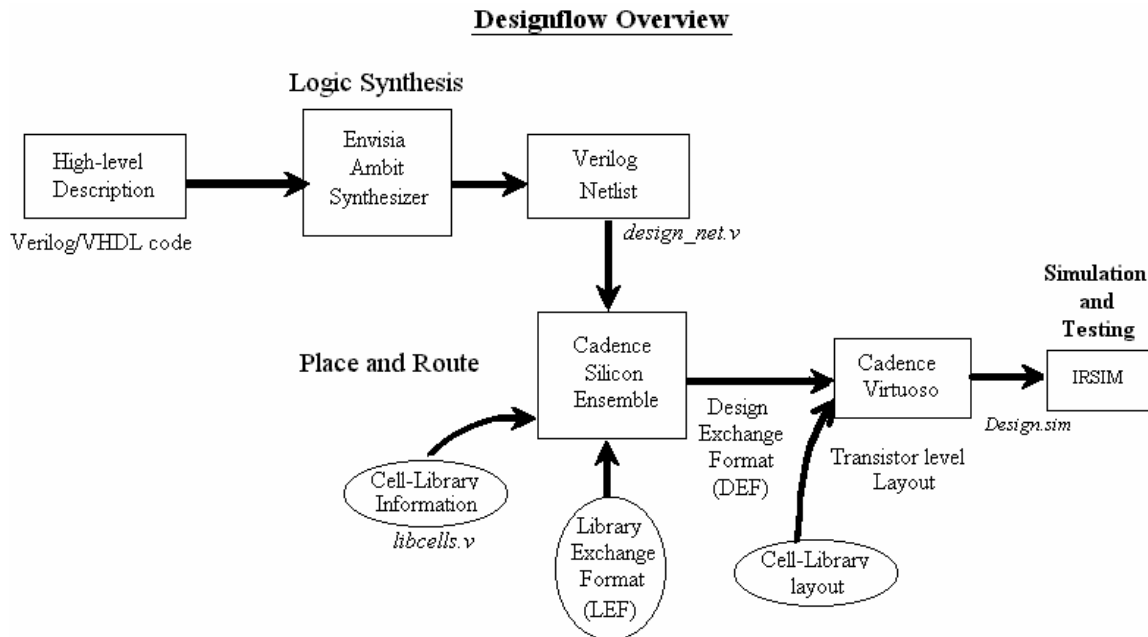 Designflow Overview
Logic Synthesis
High-level
Description
Verilog/VHDL code
Envisia
Ambit
Synthesizer
Verilog
Netlist
design_net.v
Place and Route
Cadence
Silicon
Ensemble
Cell-Library
Information
libcells.v
Library
Exchange
Format
(LEF)
Design
Exchange
Format
(DEF)
Cadence
Virtuoso
Transistor level
Layout
Cell-Library
layout
Design.sim
Simulation
and
Testing
IRSIM